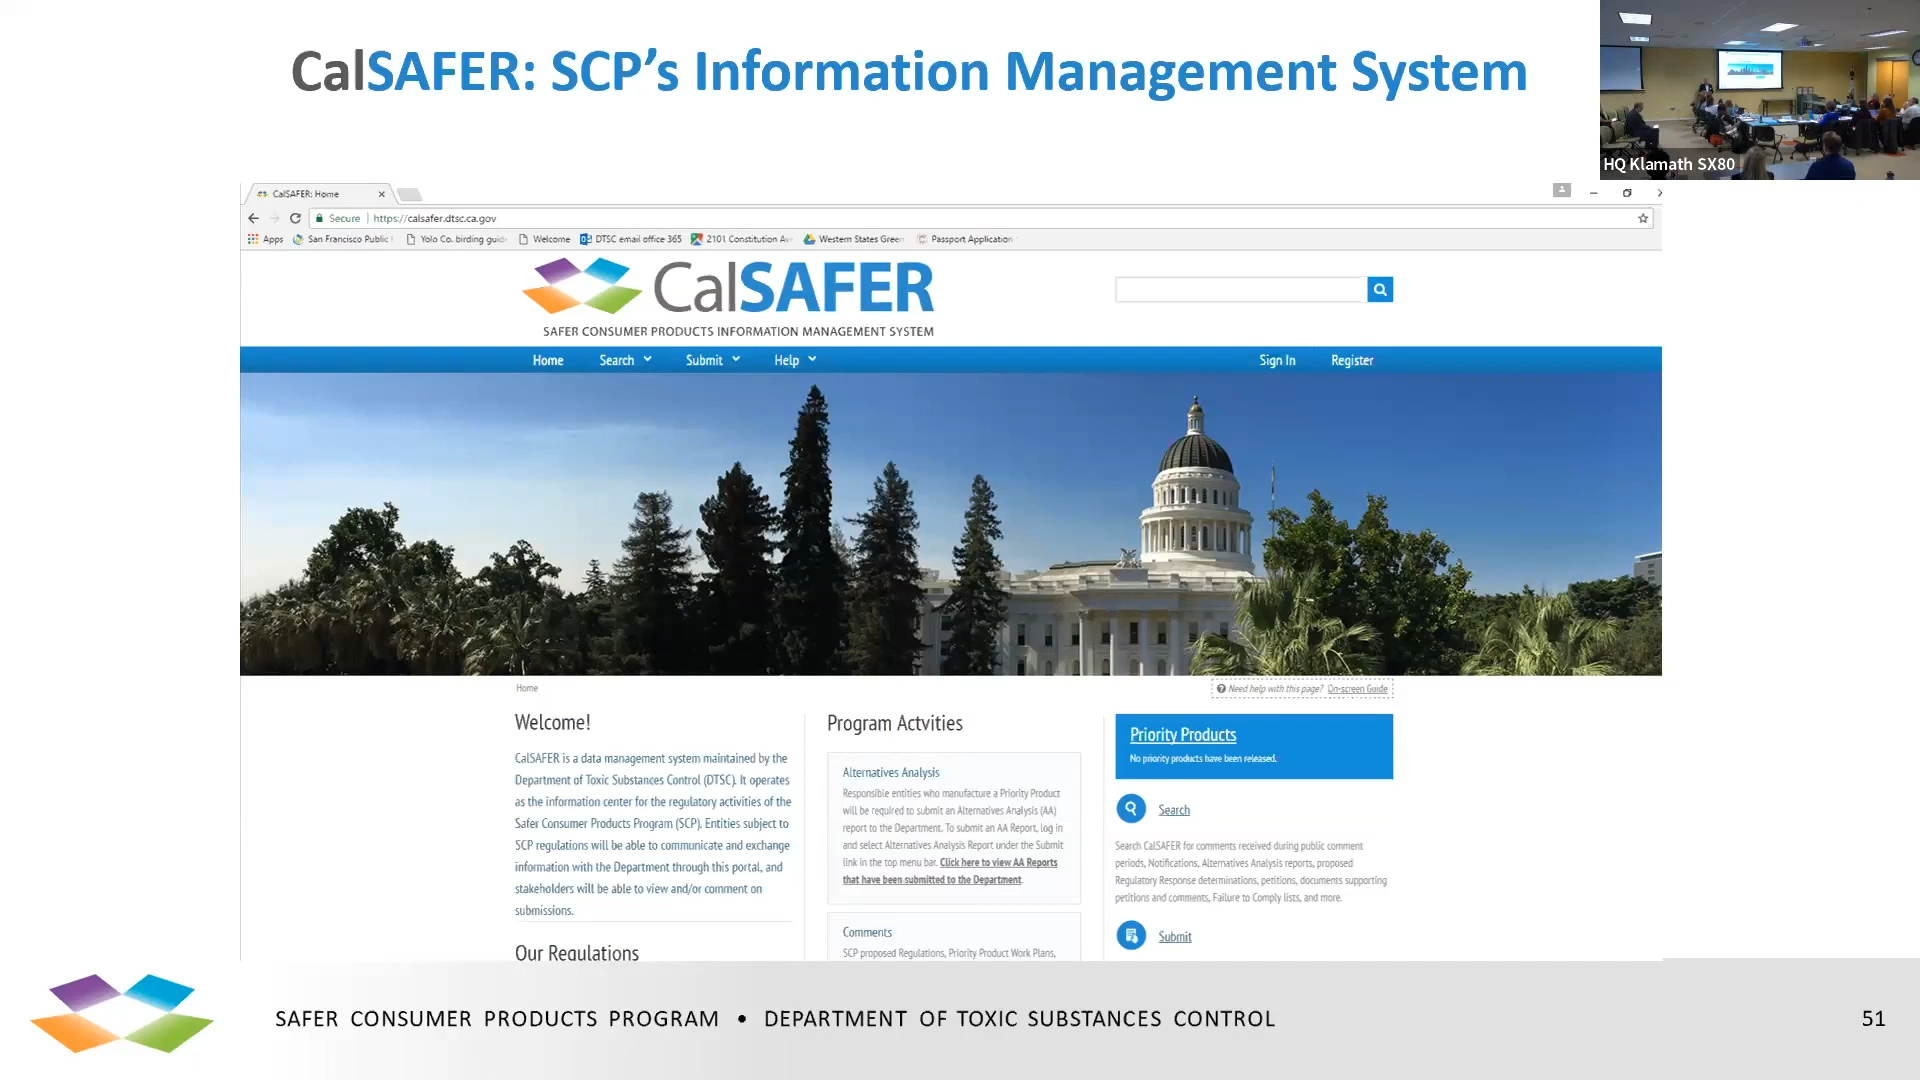 CalSAFER: SCP's Information Management System
HQ Klamath SX80
CalSAFER: Home
Secure | https://calsafer.dtsc.ca.gov
Apps San Francisco Public Yolo Co. birding guid Welcome DTSC email office 365 2101 Constitution Av Western States Gree Passport Application
CalSAFER
SAFER CONSUMER PRODUCTS INFORMATION MANAGEMENT SYSTEM
Home Search Submit Help Sign In Register
Home
Need help with this page? On-screen Guide
Welcome!
CalSAFER is a data management system maintained by the
Department of Toxic Substances Control (DTSC). It operates
as the information center for the regulatory activities of the
Safer Consumer Products Program (SCP). Entities subject to
SCP regulations will be able to communicate and exchange
information with the Department through this portal, and
stakeholders will be able to view and/or comment on
submissions.
Our Regulations
Program Actvities
Alternatives Analysis
Responsible entities who manufacture a Priority Product
will be required to submit an Alternatives Analysis (AA)
report to the Department. To submit an AA Report, log in
and select Alternatives Analysis Report under the Submit
link in the top menu bar. Click here to view AA Reports
that have been submitted to the Department.
Comments
SCP proposed Regulations, Priority Product Work Plans,
Priority Products
No priority products have been released.
Search
Search CalSAFER for comments received during public comment
periods, Notifications, Alternatives Analysis reports, proposed
Regulatory Response determinations, petitions, documents supporting
petitions and comments, Failure to Comply lists, and more.
Submit
SAFER CONSUMER PRODUCTS PROGRAM • DEPARTMENT OF TOXIC SUBSTANCES CONTROL
51